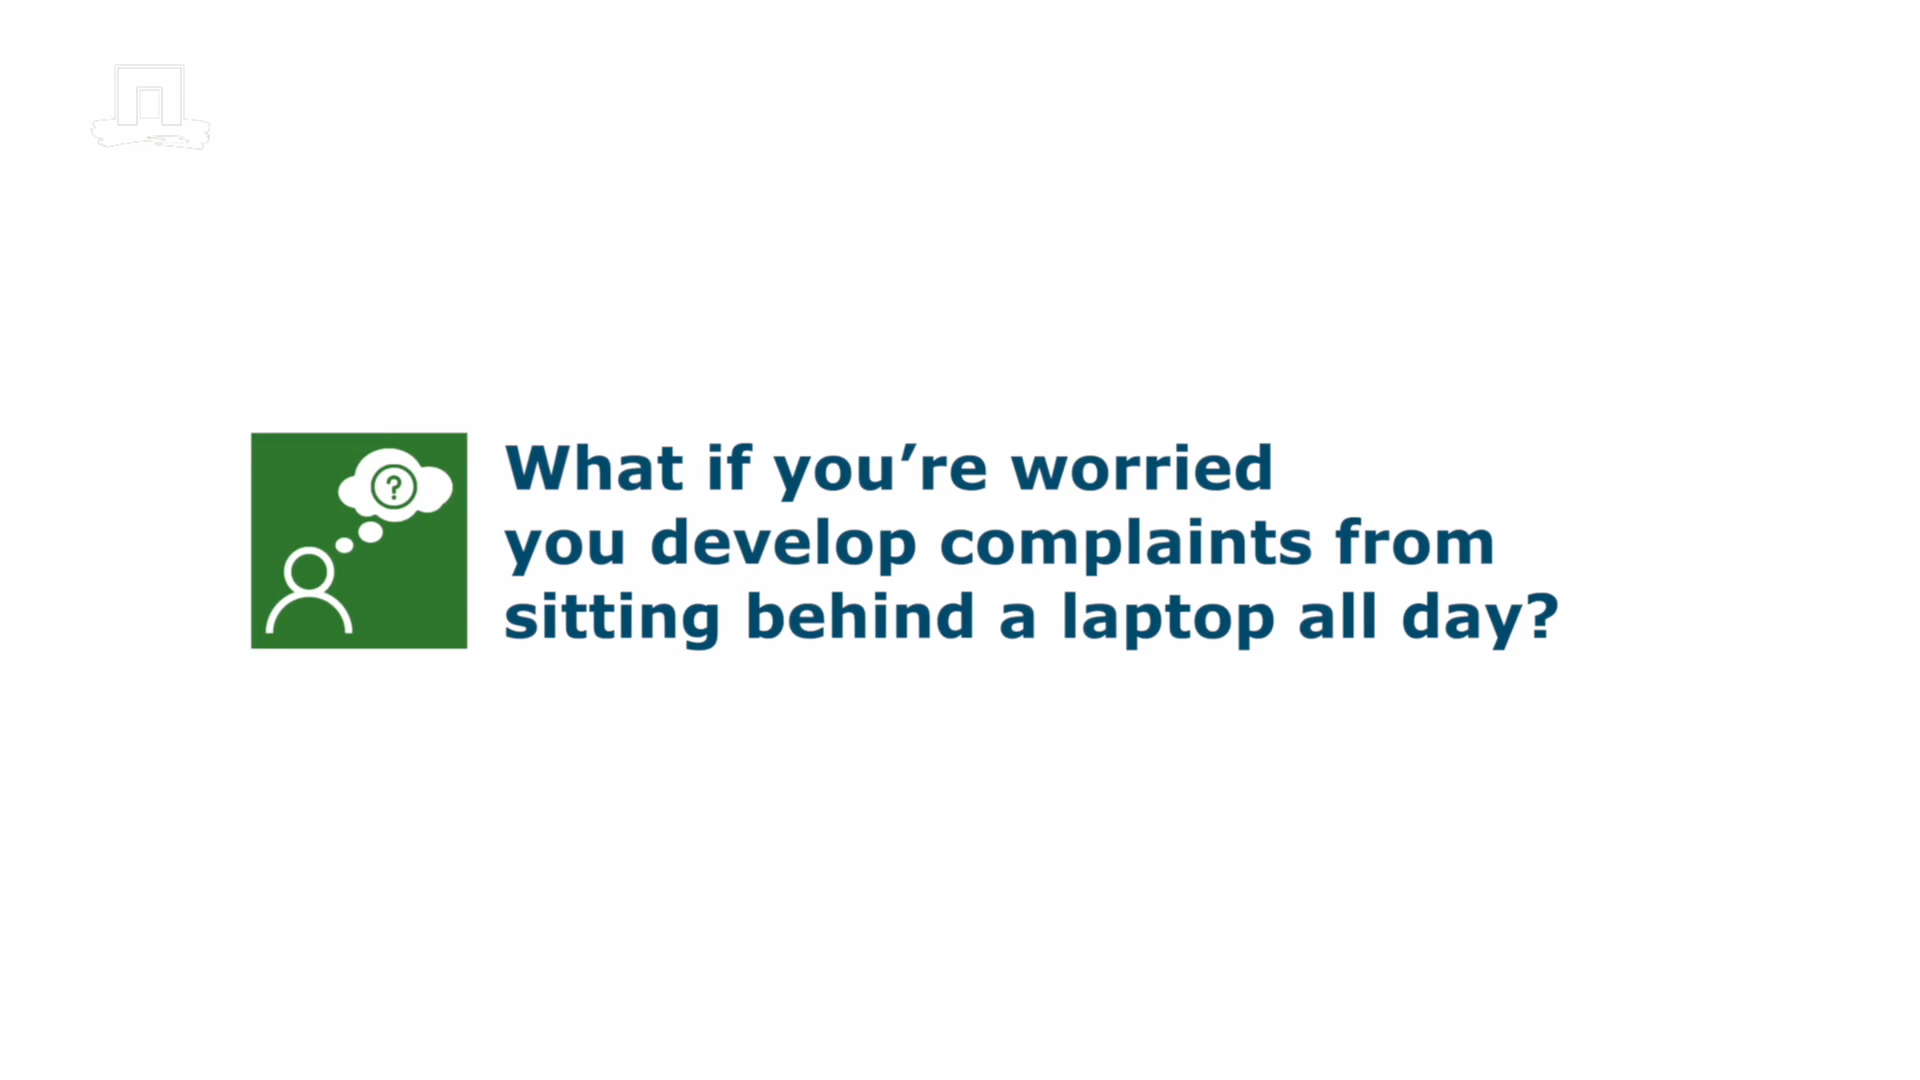 ?
What if you’re worried
you develop complaints from
sitting behind a laptop all day?